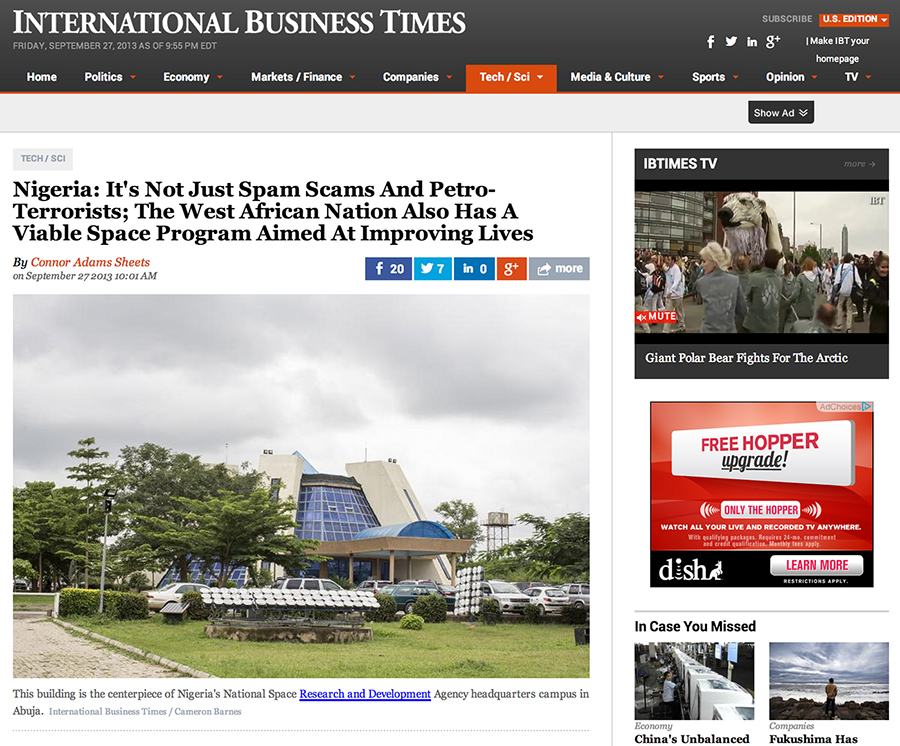 INTERNATIONAL BUSINESS TIMES
FRIDAY, SEPTEMBER 27, 2013 AS OF 9:55 PM EDT
SUBSCRIBE U.S. EDITION
| Make IBT your
homepage
Home Politics Economy Markets / Finance Companies Tech / Sci Media & Culture Sports Opinion TV
Show Ad
TECH / SCI
Nigeria: It's Not Just Spam Scams And Petro-
Terrorists; The West African Nation Also Has A
Viable Space Program Aimed At Improving Lives
By Connor Adams Sheets
on September 27 2013 10:01 AM
f 20
7
in 0
g+
more
This building is the centerpiece of Nigeria's National Space Research and Development Agency headquarters campus in
Abuja. International Business Times / Cameron Barnes
IBTIMES TV more →
IBT
MUTE
Giant Polar Bear Fights For The Arctic
AdChoices
FREE HOPPER
upgrade!
ONLY THE HOPPER
WATCH ALL YOUR LIVE AND RECORDED TV ANYWHERE.
With qualifying packages. Requires 24-mo. commitment
and credit qualification. Monthly fees apply.
dish
LEARN MORE
RESTRICTIONS APPLY.
In Case You Missed
Economy
China's Unbalanced
Companies
Fukushima Has